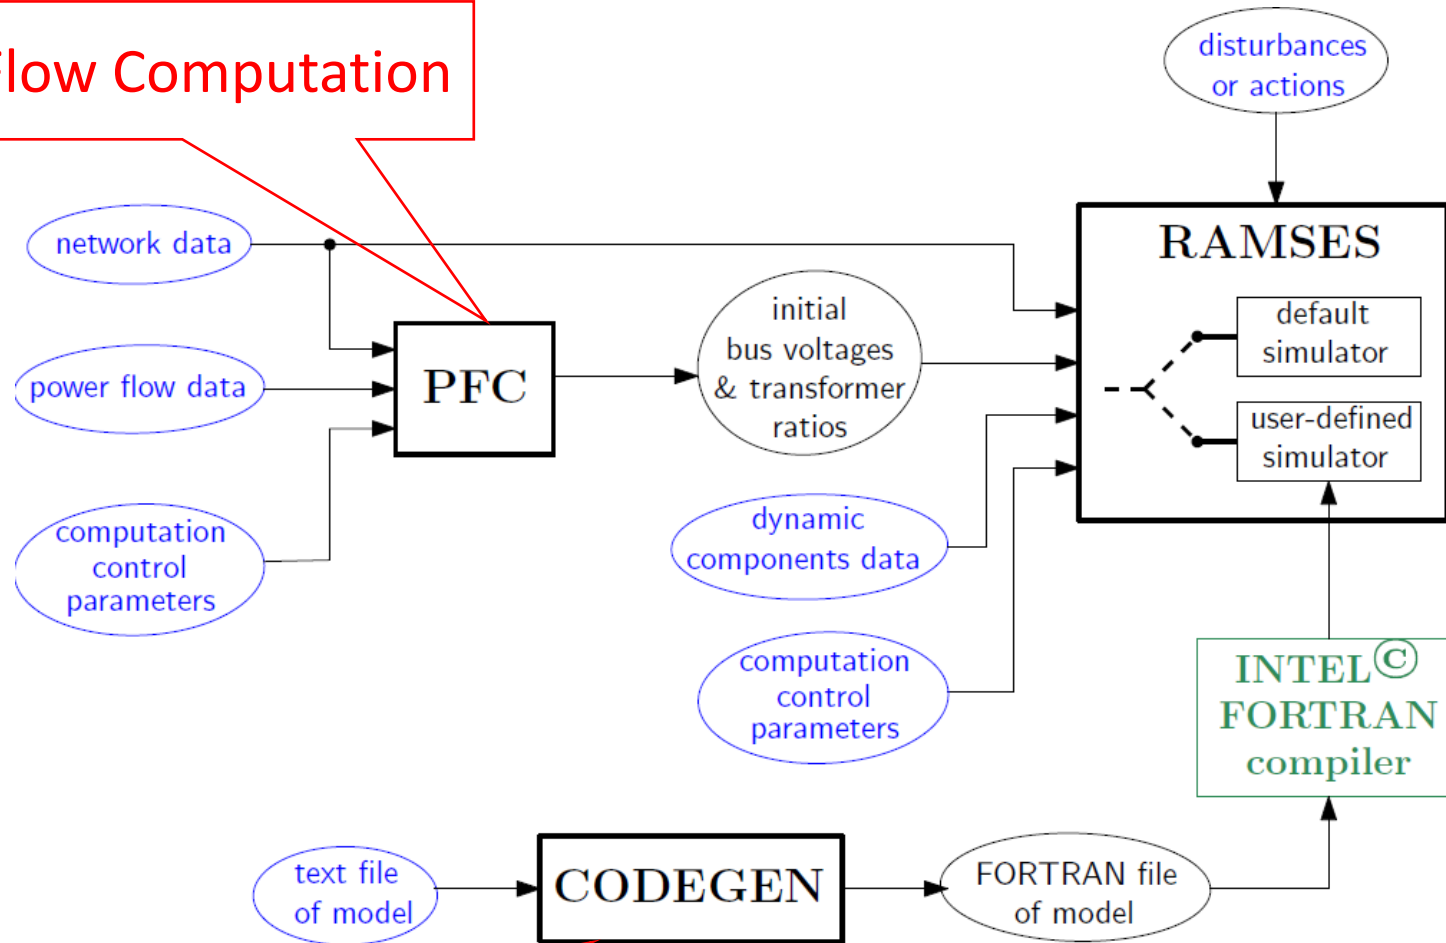 Flow Computation
disturbances
or actions
network data
RAMSES
default
simulator
initial
bus voltages
& transformer
ratios
PFC
power flow data
user-defined
simulator
computation
control
parameters
dynamic
components data
computation
control
parameters
INTEL©
FORTRAN
compiler
text file
of model
CODEGEN
FORTRAN file
of model